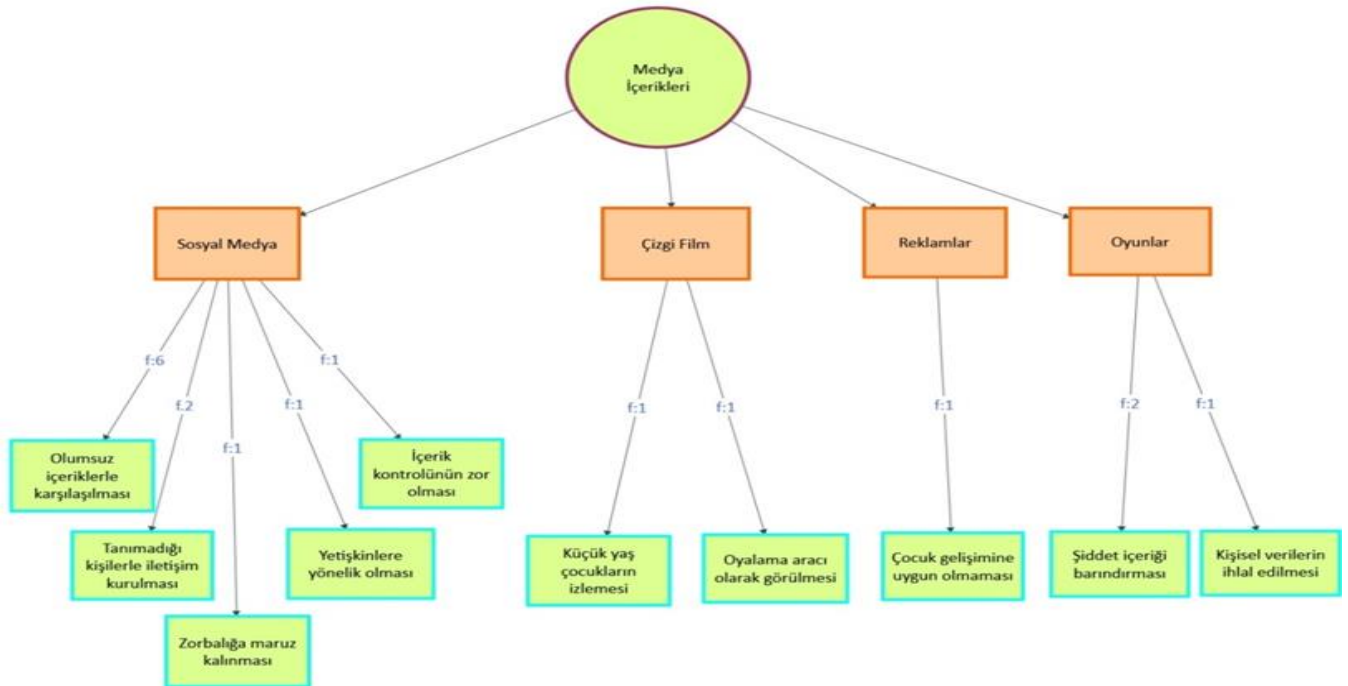 Medya
İçerikleri
Sosyal Medya
Çizgi Film
Reklamlar
Oyunlar
f:6
f:2
f:1
f:1
f:1
f:1
f:1
f:1
f:2
f:1
Olumsuz
içeriklerle
karşılaşılması
Tanımadığı
kişilerle iletişim
kurulması
Zorbalığa maruz
kalınması
Yetişkinlere
yönelik olması
İçerik
kontrolünün zor
olması
Küçük yaş
çocukların
izlemesi
Oyalama aracı
olarak görülmesi
Çocuk gelişimine
uygun olmaması
Şiddet içeriği
barındırması
Kişisel verilerin
ihlal edilmesi